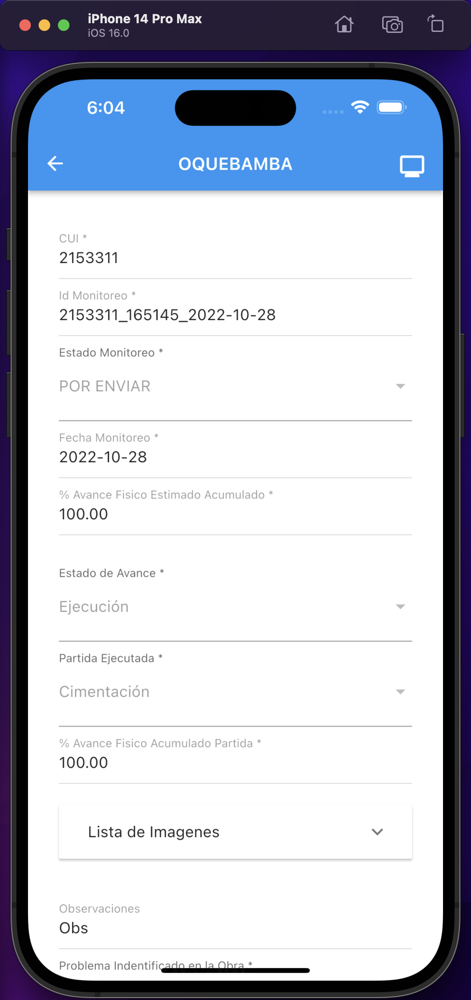 iPhone 14 Pro Max
iOS 16.0
6:04
OQUEBAMBA
CUI *
2153311
Id Monitoreo *
2153311_165145_2022-10-28
Estado Monitoreo *
POR ENVIAR
Fecha Monitoreo *
2022-10-28
% Avance Fisico Estimado Acumulado *
100.00
Estado de Avance *
Ejecución
Partida Ejecutada *
Cimentación
% Avance Fisico Acumulado Partida *
100.00
Lista de Imagenes
Observaciones
Obs
Problema Indentificado en la Obra *